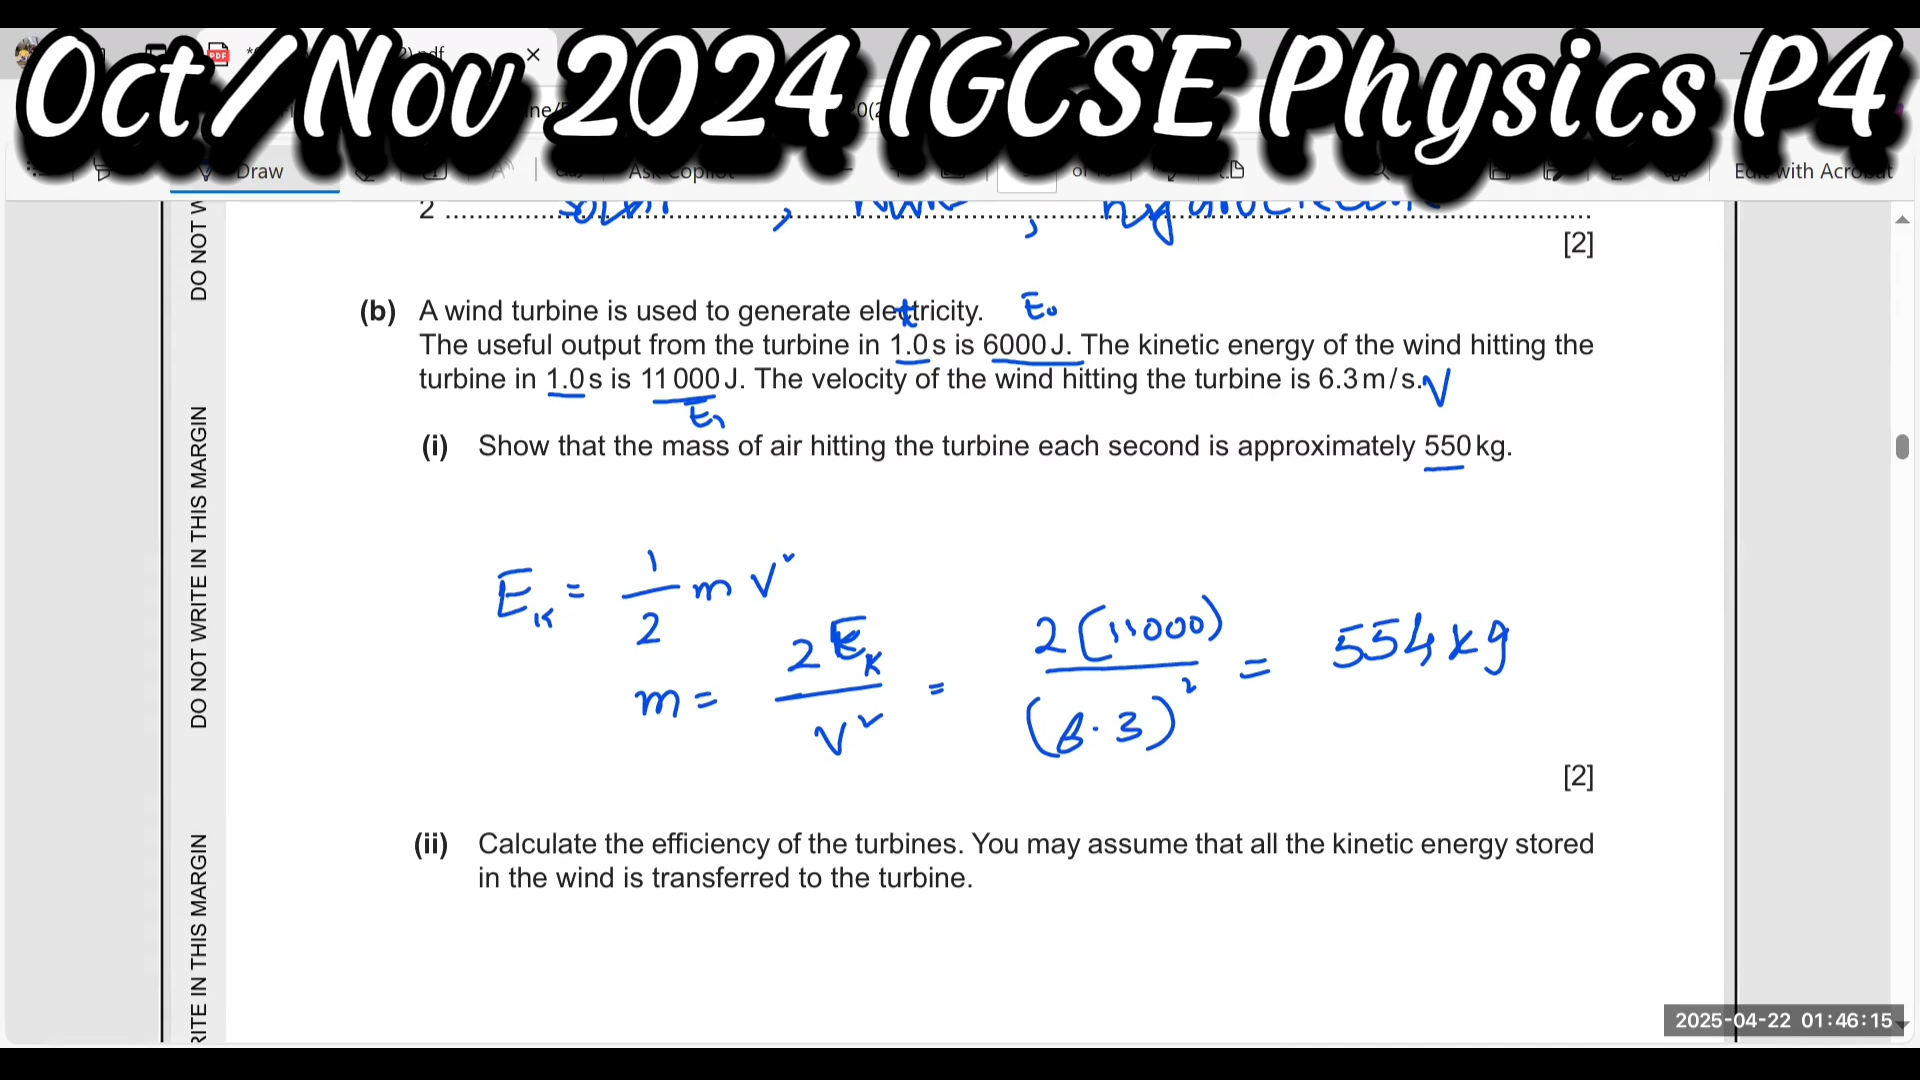 Oct/Nov 2024 IGCSE Physics P4
Draw
Edit with Acrobat
2 solar, wind, hydroelectric
[2]
(b) A wind turbine is used to generate electricity. E₀
The useful output from the turbine in 1.0 s is 6000 J. The kinetic energy of the wind hitting the
turbine in 1.0 s is 11 000 J. The velocity of the wind hitting the turbine is 6.3 m/s. V
(i) Show that the mass of air hitting the turbine each second is approximately 550 kg.
E_K = 1/2 m v²
m = 2E_K / v² = 2(11000) / (6.3)² = 554 kg
[2]
(ii) Calculate the efficiency of the turbines. You may assume that all the kinetic energy stored
in the wind is transferred to the turbine.
DO NOT W
DO NOT WRITE IN THIS MARGIN
RITE IN THIS MARGIN
2025-04-22 01:46:15